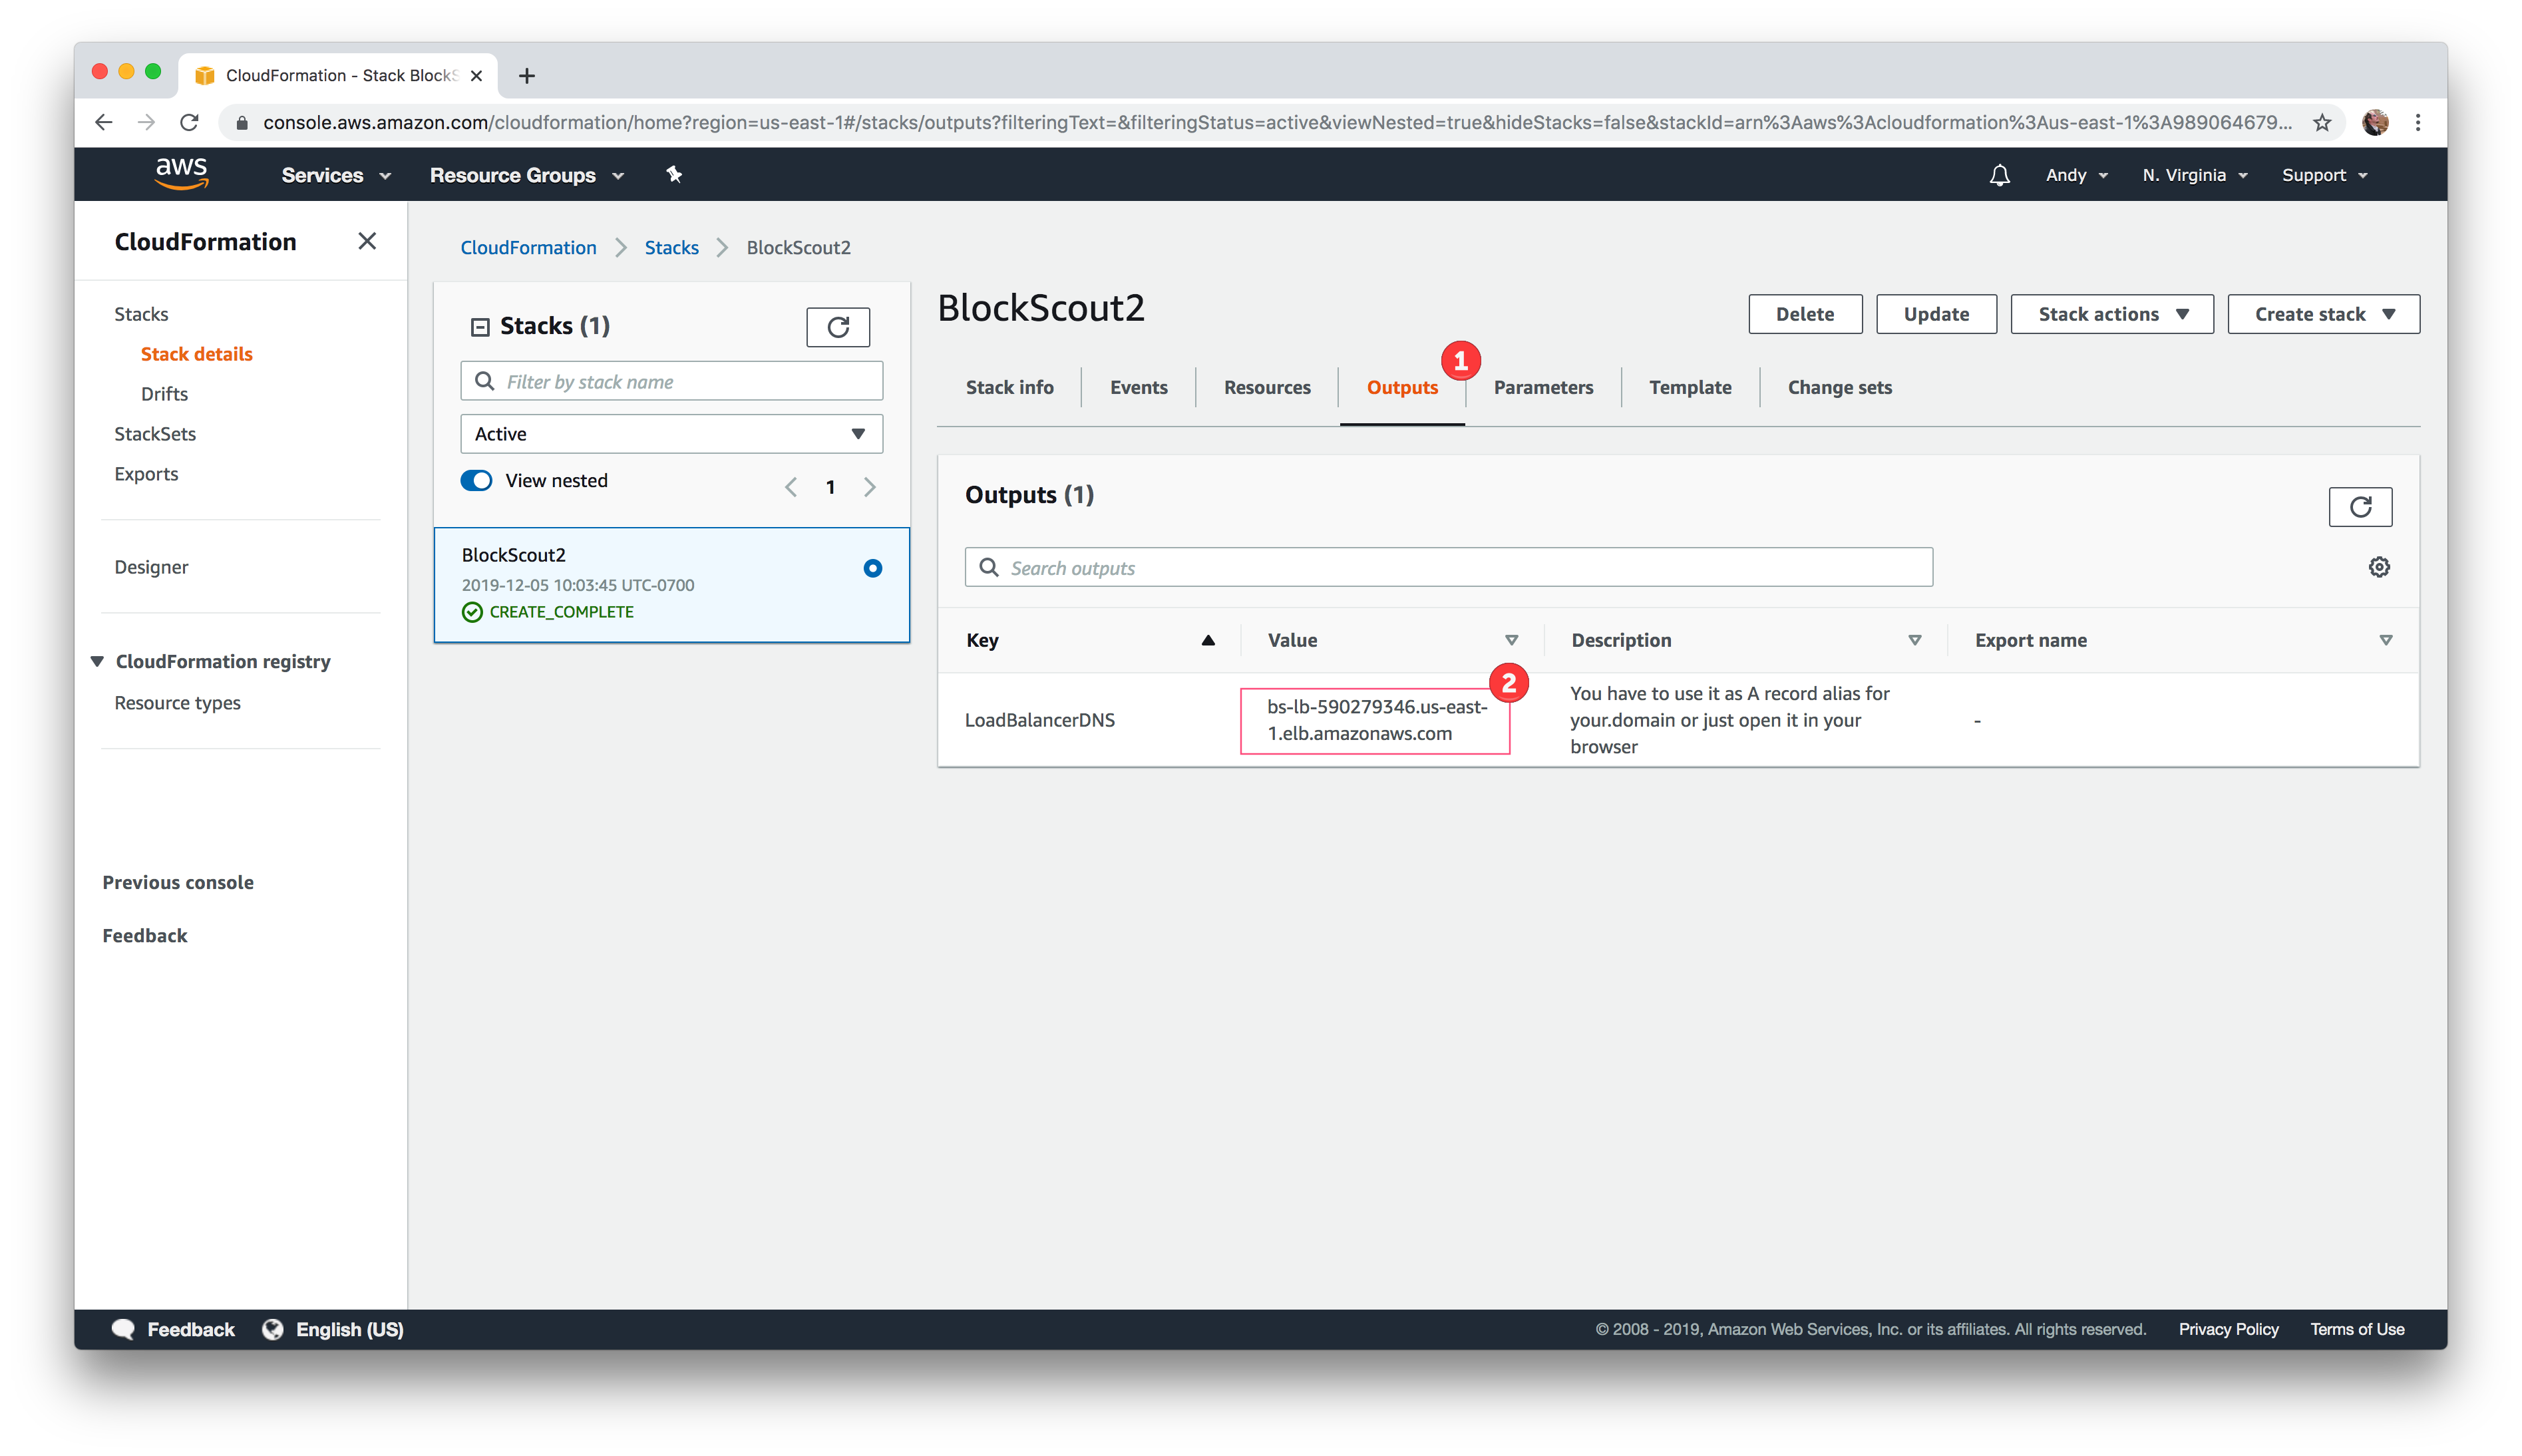 CloudFormation - Stack BlockS
console.aws.amazon.com/cloudformation/home?region=us-east-1#/stacks/outputs?filteringText=&filteringStatus=active&viewNested=true&hideStacks=false&stackId=arn%3Aaws%3Acloudformation%3Aus-east-1%3A989064679...
aws
Services
Resource Groups
Andy
N. Virginia
Support
CloudFormation
Stacks
Stack details
Drifts
StackSets
Exports
Designer
CloudFormation registry
Resource types
Previous console
Feedback
CloudFormation
Stacks
BlockScout2
Stacks (1)
Filter by stack name
Active
View nested
1
BlockScout2
2019-12-05 10:03:45 UTC-0700
CREATE_COMPLETE
BlockScout2
Delete
Update
Stack actions
Create stack
Stack info
Events
Resources
Outputs
1
Parameters
Template
Change sets
Outputs (1)
Search outputs
Key
Value
Description
Export name
LoadBalancerDNS
2
bs-lb-590279346.us-east-
1.elb.amazonaws.com
You have to use it as A record alias for
your.domain or just open it in your
browser
-
Feedback
English (US)
© 2008 - 2019, Amazon Web Services, Inc. or its affiliates. All rights reserved.
Privacy Policy
Terms of Use